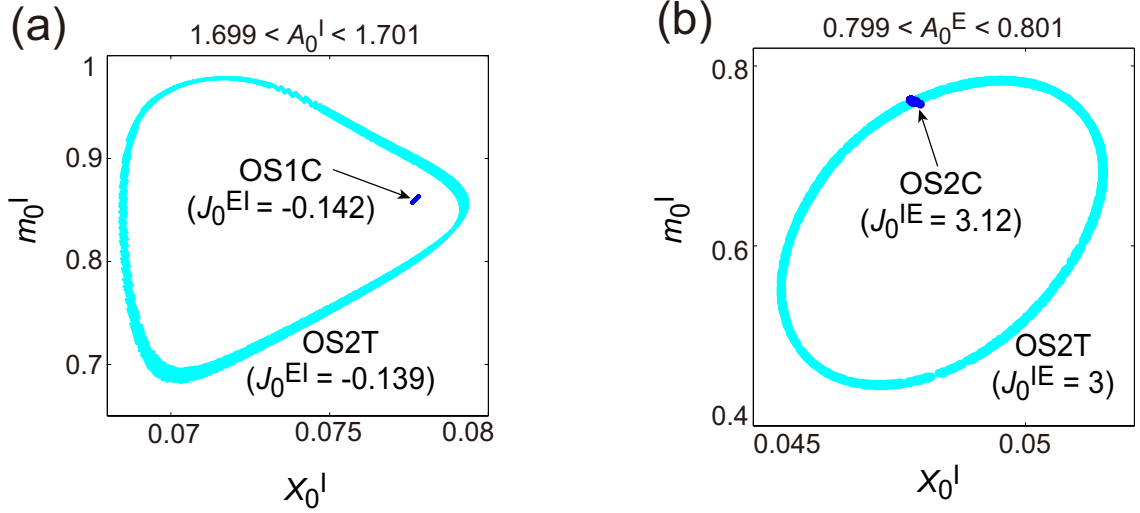 (a)
1.699 < A₀ᴵ < 1.701
1
0.9
0.8
0.7
m₀ᴵ
OS1C
(J₀ᴱᴵ = -0.142)
OS2T
(J₀ᴱᴵ = -0.139)
0.07
0.075
0.08
X₀ᴵ
(b)
0.799 < A₀ᴱ < 0.801
0.8
0.6
0.4
m₀ᴵ
OS2C
(J₀ᴵᴱ = 3.12)
OS2T
(J₀ᴵᴱ = 3)
0.045
0.05
X₀ᴵ